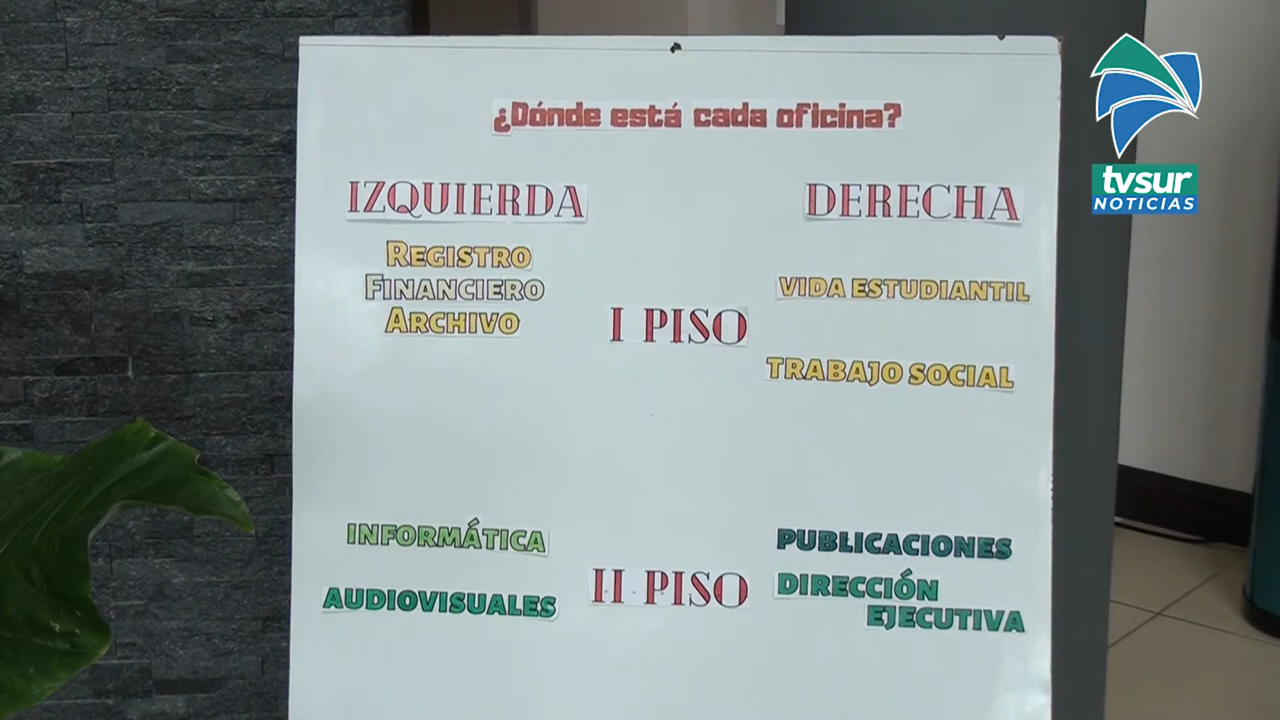 ¿Dónde está cada oficina?
IZQUIERDA
DERECHA
REGISTRO
FINANCIERO
ARCHIVO
I PISO
VIDA ESTUDIANTIL
TRABAJO SOCIAL
INFORMÁTICA
AUDIOVISUALES
II PISO
PUBLICACIONES
DIRECCIÓN
EJECUTIVA
tvsur
NOTICIAS